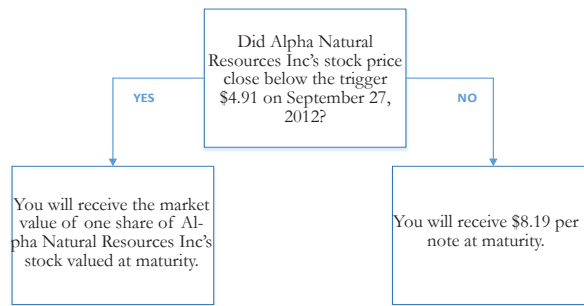 Did Alpha Natural
Resources Inc's stock price
close below the trigger
$4.91 on September 27,
2012?
YES
NO
You will receive the market
value of one share of Al-
pha Natural Resources Inc's
stock valued at maturity.
You will receive $8.19 per
note at maturity.